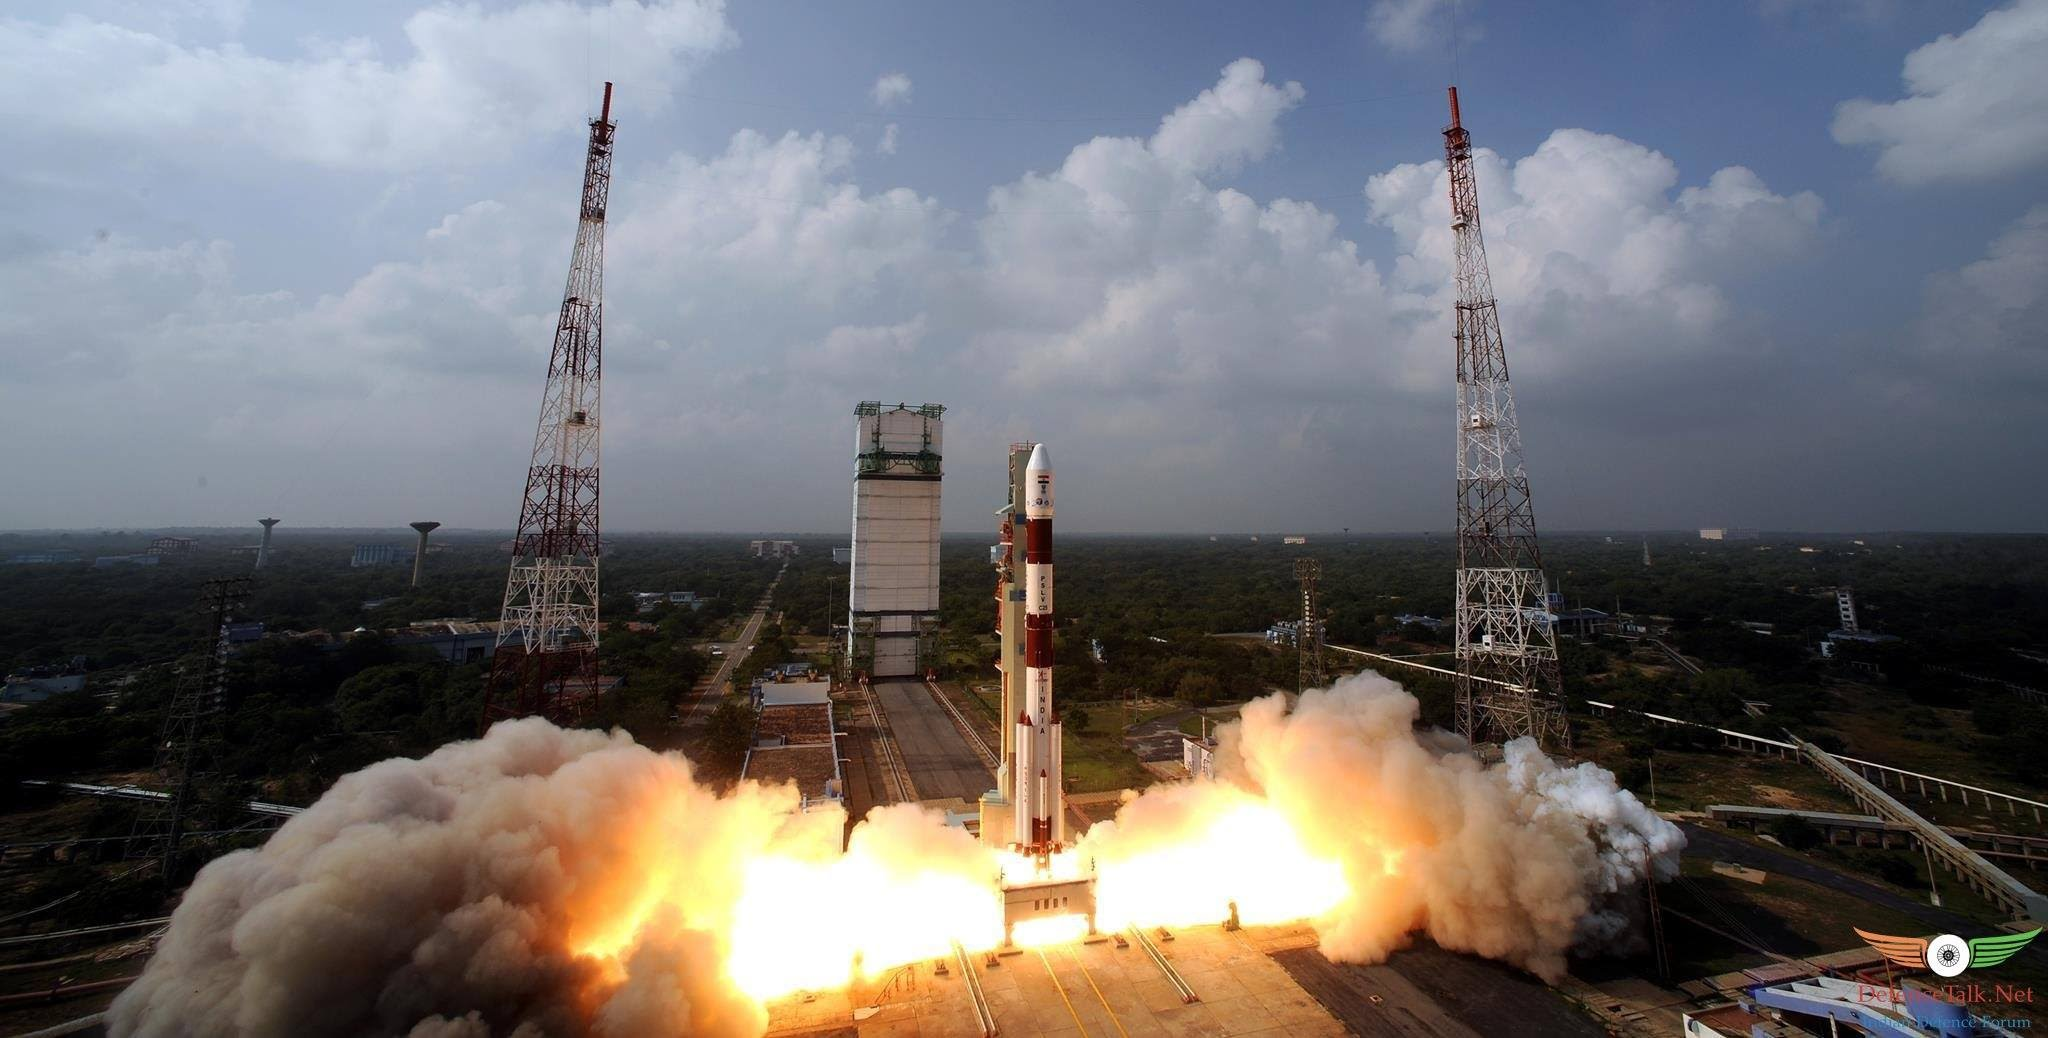 PSLV
C25
INDIA
DefenceTalk.Net
Indian Defence Forum